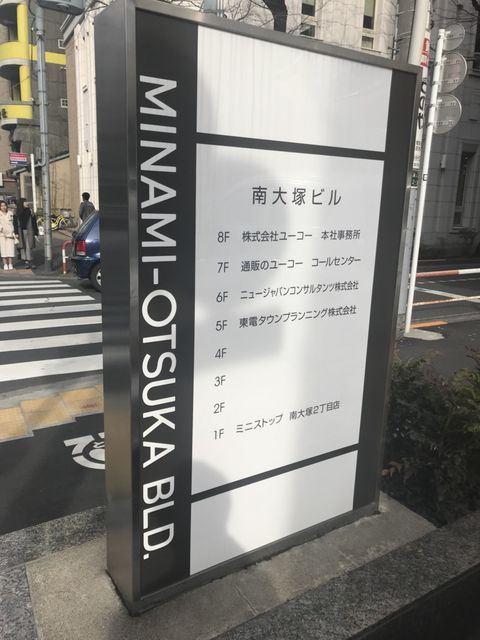 MINAMI-OTSUKA BLD.
南大塚ビル
8F 株式会社ユーコー 本社事務所
7F 通販のユーコー コールセンター
6F ニュージャパンコンサルタンツ株式会社
5F 東電タウンプランニング株式会社
4F
3F
2F
1F ミニストップ 南大塚2丁目店